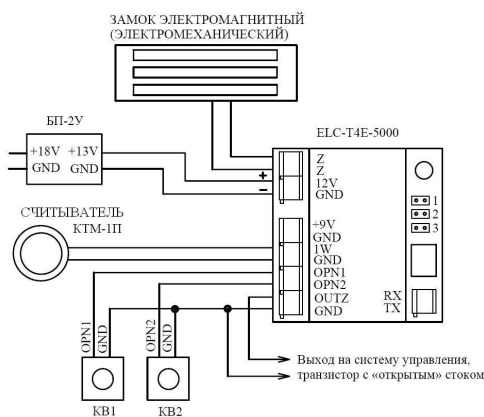 ЗАМОК ЭЛЕКТРОМАГНИТНЫЙ
(ЭЛЕКТРОМЕХАНИЧЕСКИЙ)
БП-2У
+18V +13V
GND GND
ELC-T4E-5000
Z
Z
+ 12V
− GND
1
2
3
СЧИТЫВАТЕЛЬ
КТМ-1П
+9V
GND
1W
GND
OPN1
OPN2
OUTZ
GND
RX
TX
OPN1
GND
OPN2
GND
КВ1
КВ2
Выход на систему управления,
транзистор с «открытым» стоком